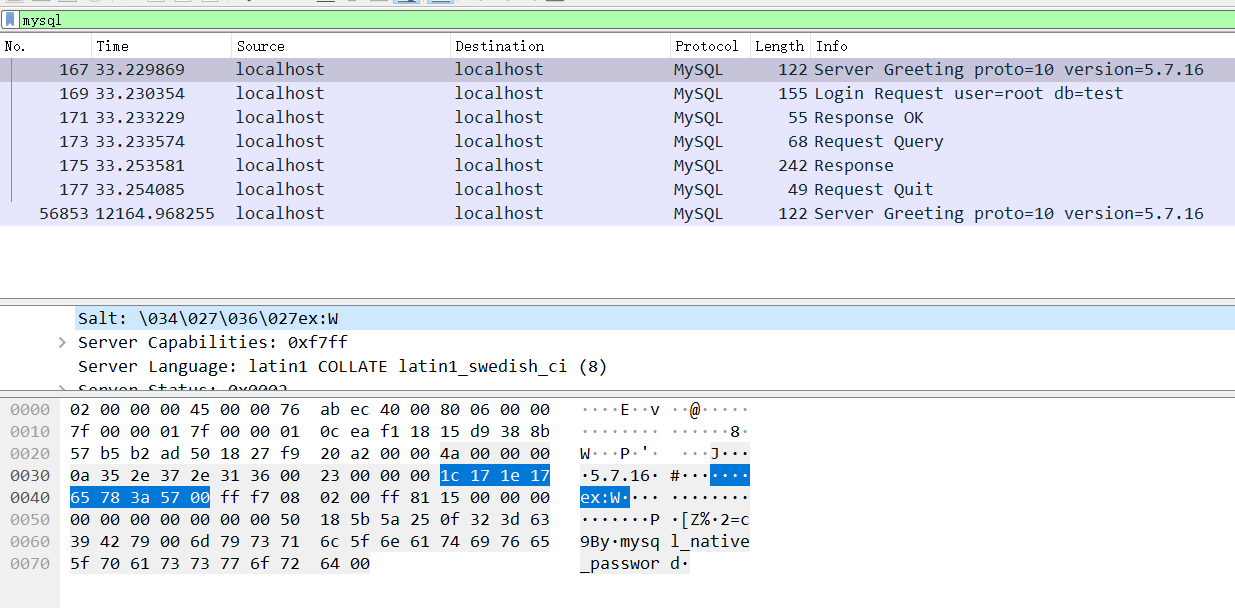 mysql
No. Time Source Destination Protocol Length Info
167 33.229869 localhost localhost MySQL 122 Server Greeting proto=10 version=5.7.16
169 33.230354 localhost localhost MySQL 155 Login Request user=root db=test
171 33.233229 localhost localhost MySQL 55 Response OK
173 33.233574 localhost localhost MySQL 68 Request Query
175 33.253581 localhost localhost MySQL 242 Response
177 33.254085 localhost localhost MySQL 49 Request Quit
56853 12164.968255 localhost localhost MySQL 122 Server Greeting proto=10 version=5.7.16
Salt: \034\027\036\027ex:W
Server Capabilities: 0xf7ff
Server Language: latin1 COLLATE latin1_swedish_ci (8)
Server Status: 0x0002
0000 02 00 00 00 45 00 00 76 ab ec 40 00 80 06 00 00 ····E··v ··@·····
0010 7f 00 00 01 7f 00 00 01 0c ea f1 18 15 d9 38 8b ········ ······8·
0020 57 b5 b2 ad 50 18 27 f9 20 a2 00 00 4a 00 00 00 W···P·'· ···J···
0030 0a 35 2e 37 2e 31 36 00 23 00 00 00 1c 17 1e 17 ·5.7.16· #·······
0040 65 78 3a 57 00 ff f7 08 02 00 ff 81 15 00 00 00 ex:W···· ········
0050 00 00 00 00 00 00 00 50 18 5b 5a 25 0f 32 3d 63 ·······P ·[Z%·2=c
0060 39 42 79 00 6d 79 73 71 6c 5f 6e 61 74 69 76 65 9By·mysq l_native
0070 5f 70 61 73 73 77 6f 72 64 00 _passwor d·